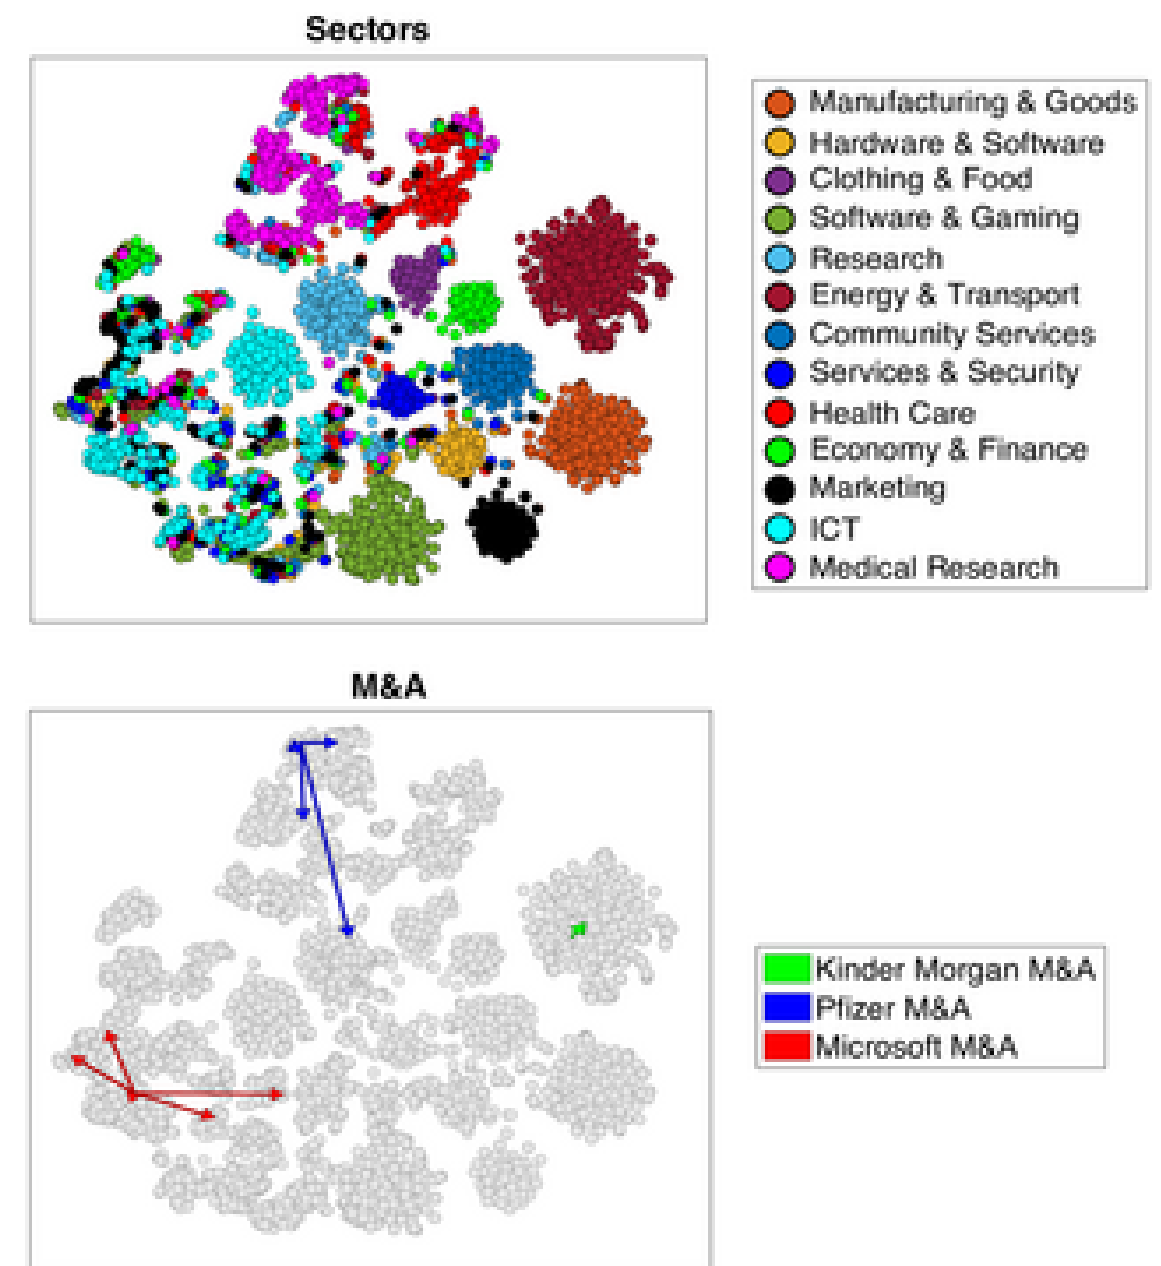 Sectors
Manufacturing & Goods
Hardware & Software
Clothing & Food
Software & Gaming
Research
Energy & Transport
Community Services
Services & Security
Health Care
Economy & Finance
Marketing
ICT
Medical Research
M&A
Kinder Morgan M&A
Pfizer M&A
Microsoft M&A